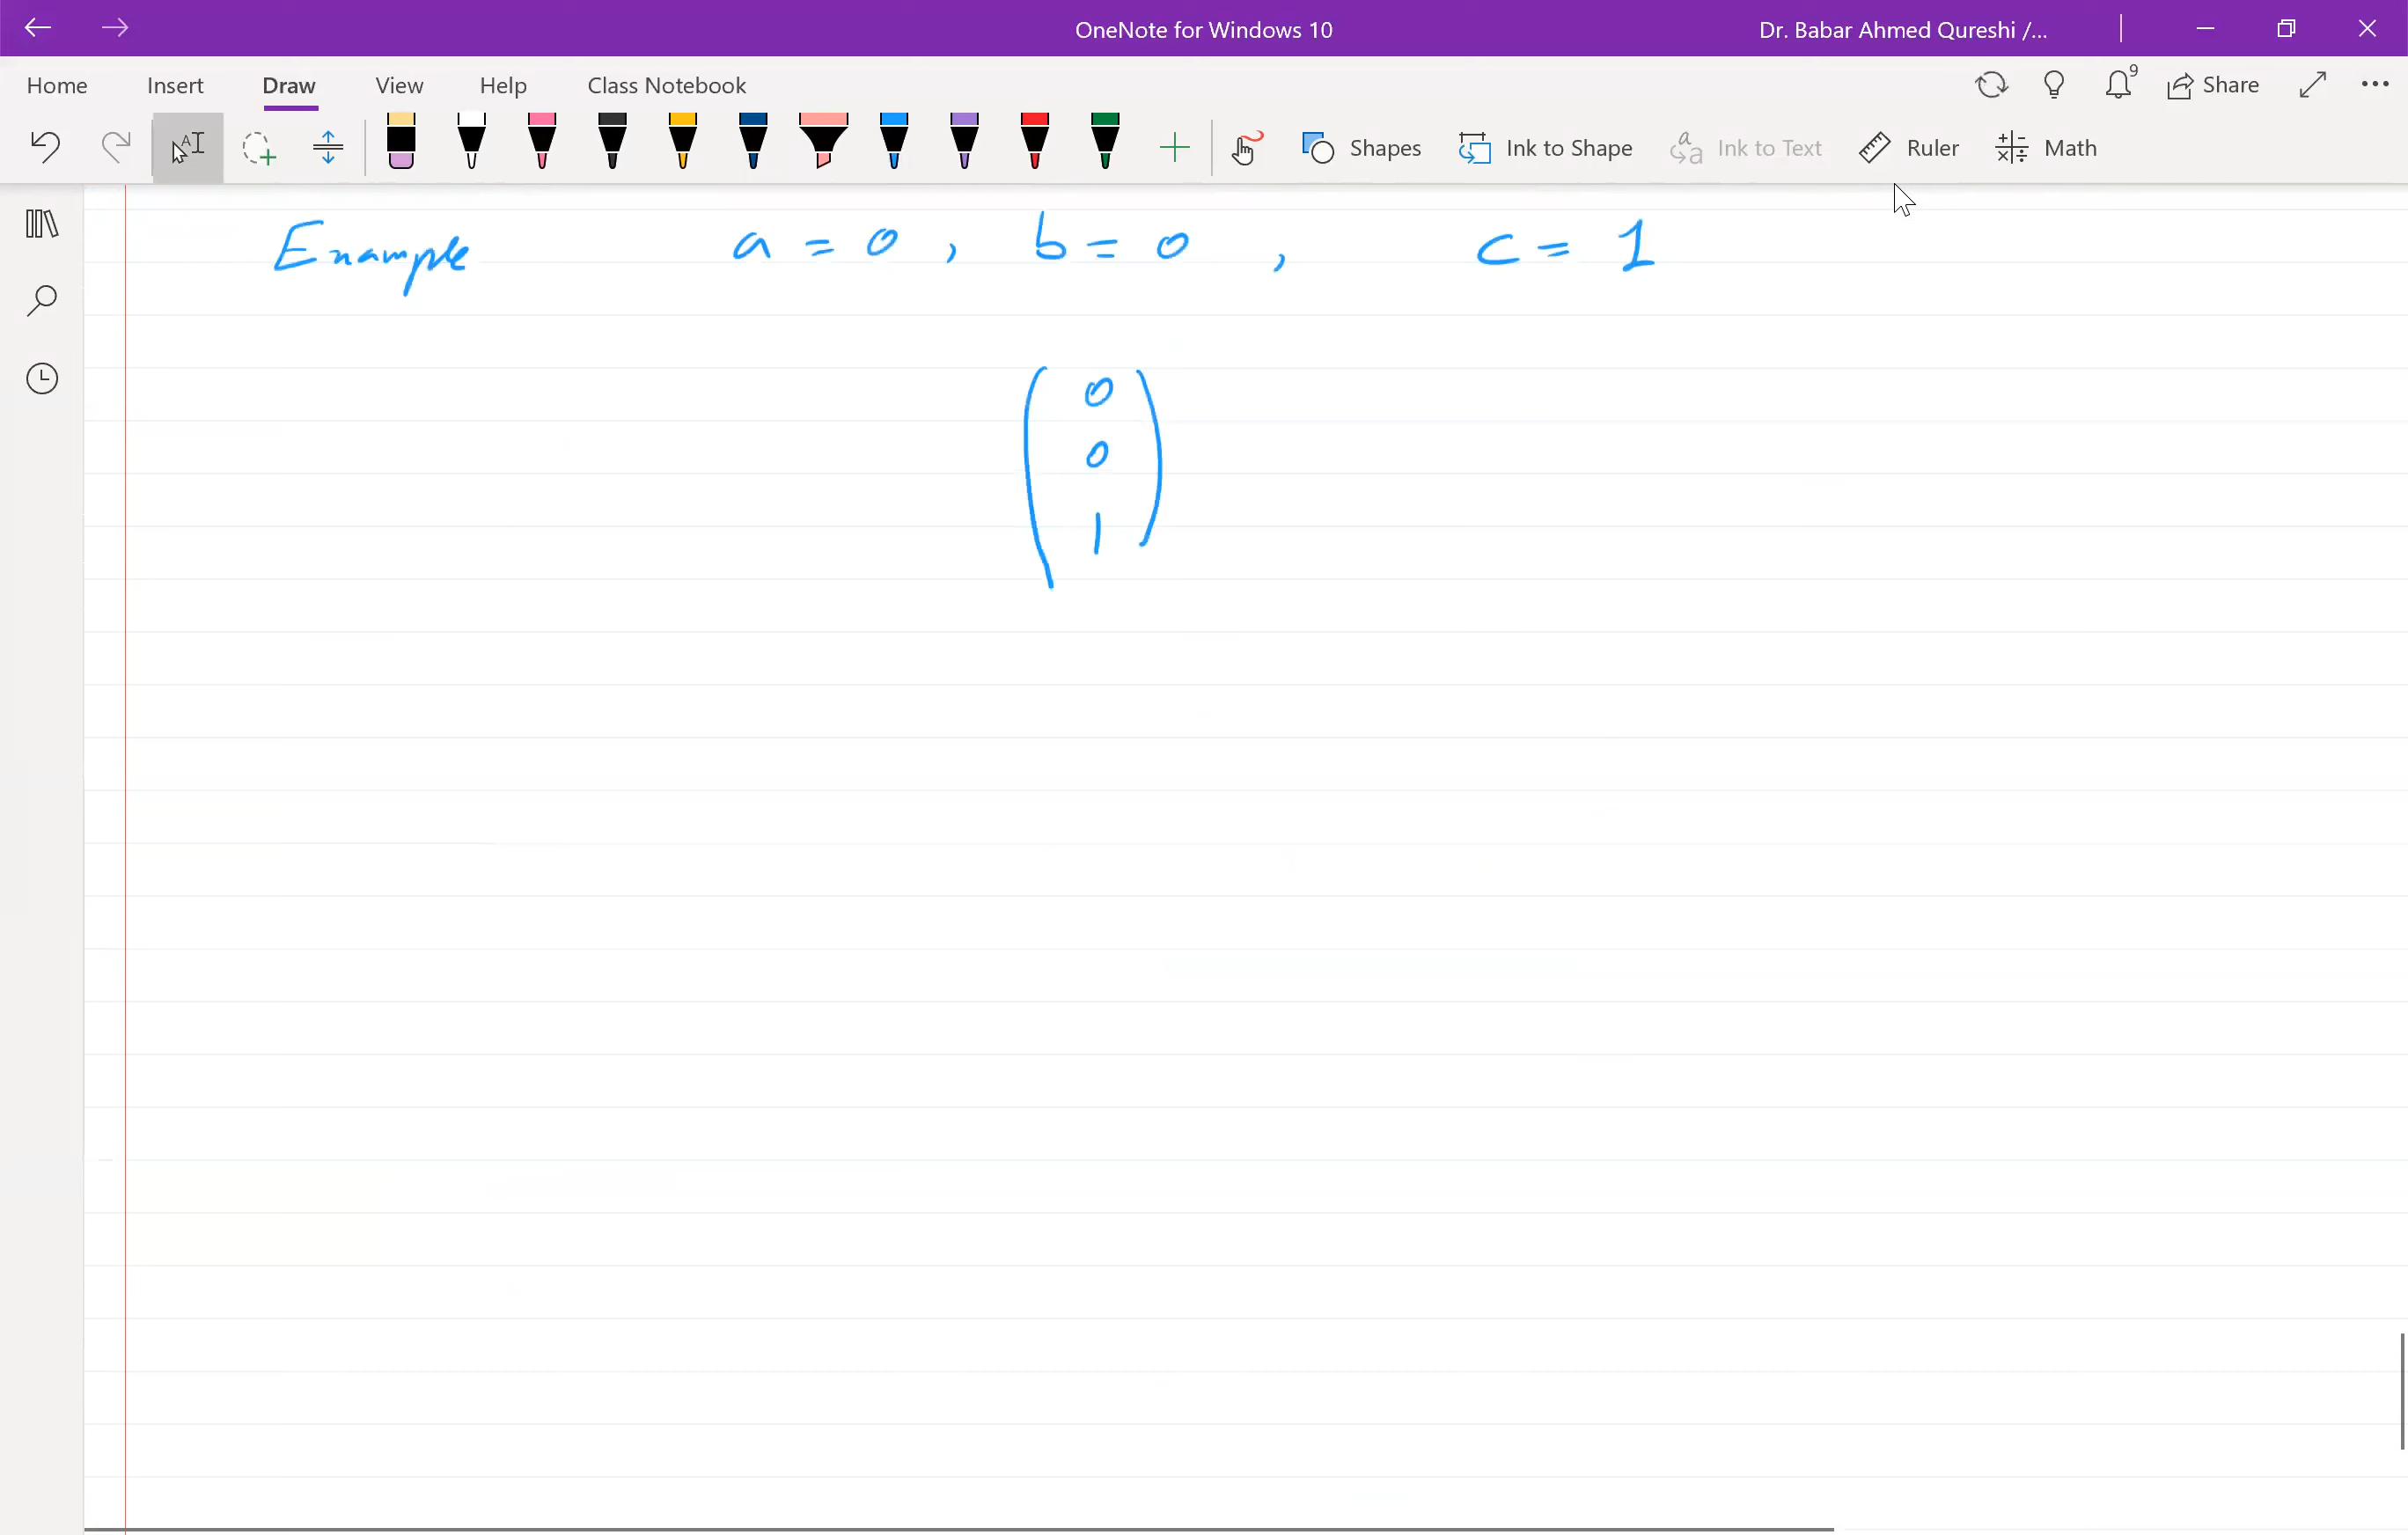 OneNote for Windows 10
Dr. Babar Ahmed Qureshi /...
Home Insert Draw View Help Class Notebook
9 Share
Shapes Ink to Shape Ink to Text Ruler Math
Example a = 0 , b = 0 , c = 1
0
0
1